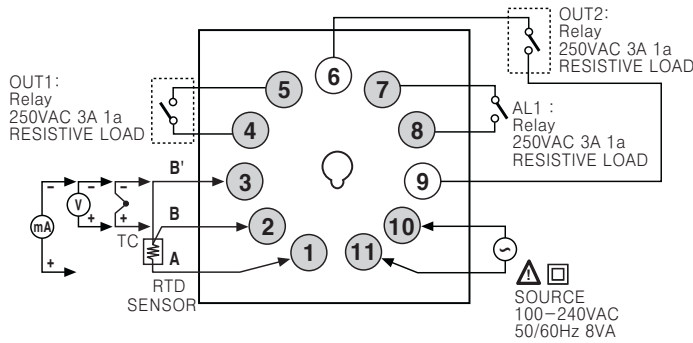 OUT2:
Relay
250VAC 3A 1a
RESISTIVE LOAD
OUT1:
Relay
250VAC 3A 1a
RESISTIVE LOAD
5
6
7
4
8
AL1 :
Relay
250VAC 3A 1a
RESISTIVE LOAD
B'
3
9
− − −
mA
V
+ + +
TC
B
2
10
A
1
11
RTD
SENSOR
SOURCE
100−240VAC
50/60Hz 8VA